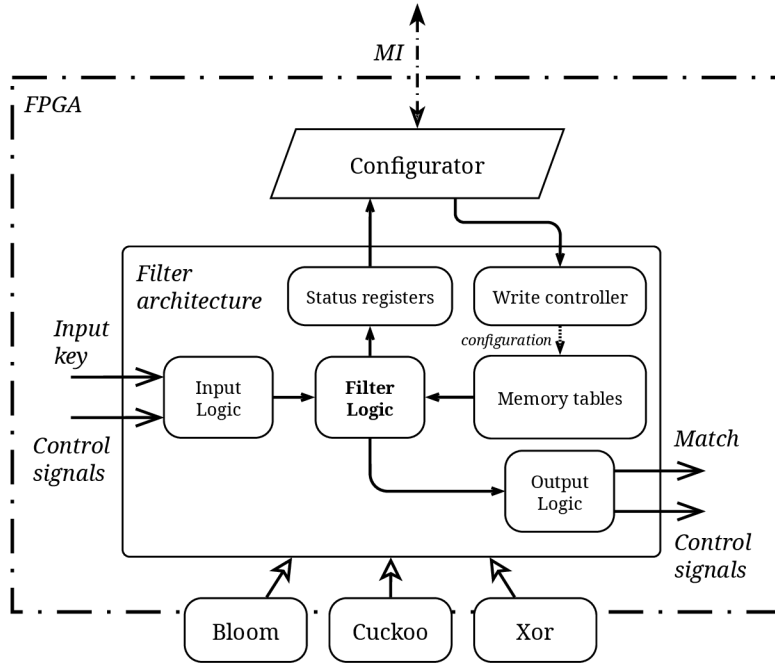 MI
FPGA
Configurator
Filter
architecture
Status registers
Write controller
configuration
Input
key
Input
Logic
Filter
Logic
Memory tables
Control
signals
Output
Logic
Match
Control
signals
Bloom
Cuckoo
Xor